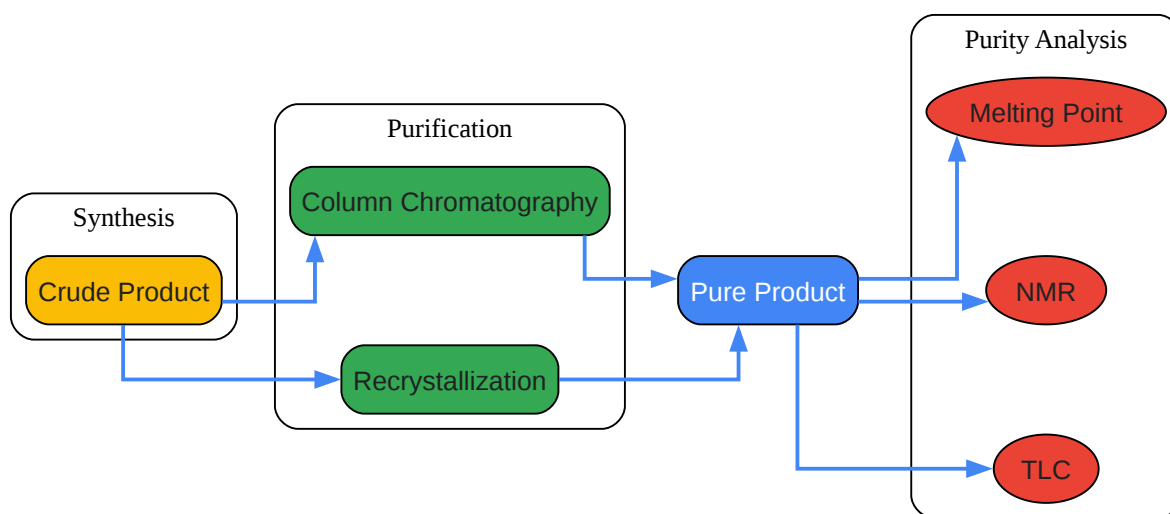 Synthesis
Crude Product
Purification
Column Chromatography
Recrystallization
Pure Product
Purity Analysis
Melting Point
NMR
TLC